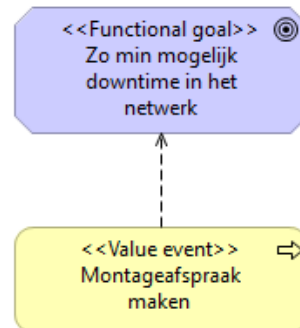 <<Functional goal>>
Zo min mogelijk
downtime in het
netwerk
<<Value event>>
Montageafspraak
maken